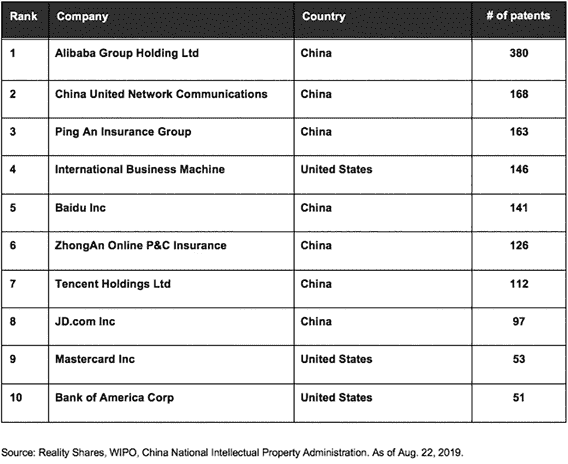 Rank Company Country # of patents
1 Alibaba Group Holding Ltd China 380
2 China United Network Communications China 168
3 Ping An Insurance Group China 163
4 International Business Machine United States 146
5 Baidu Inc China 141
6 ZhongAn Online P&C Insurance China 126
7 Tencent Holdings Ltd China 112
8 JD.com Inc China 97
9 Mastercard Inc United States 53
10 Bank of America Corp United States 51
Source: Reality Shares, WIPO, China National Intellectual Property Administration. As of Aug. 22, 2019.